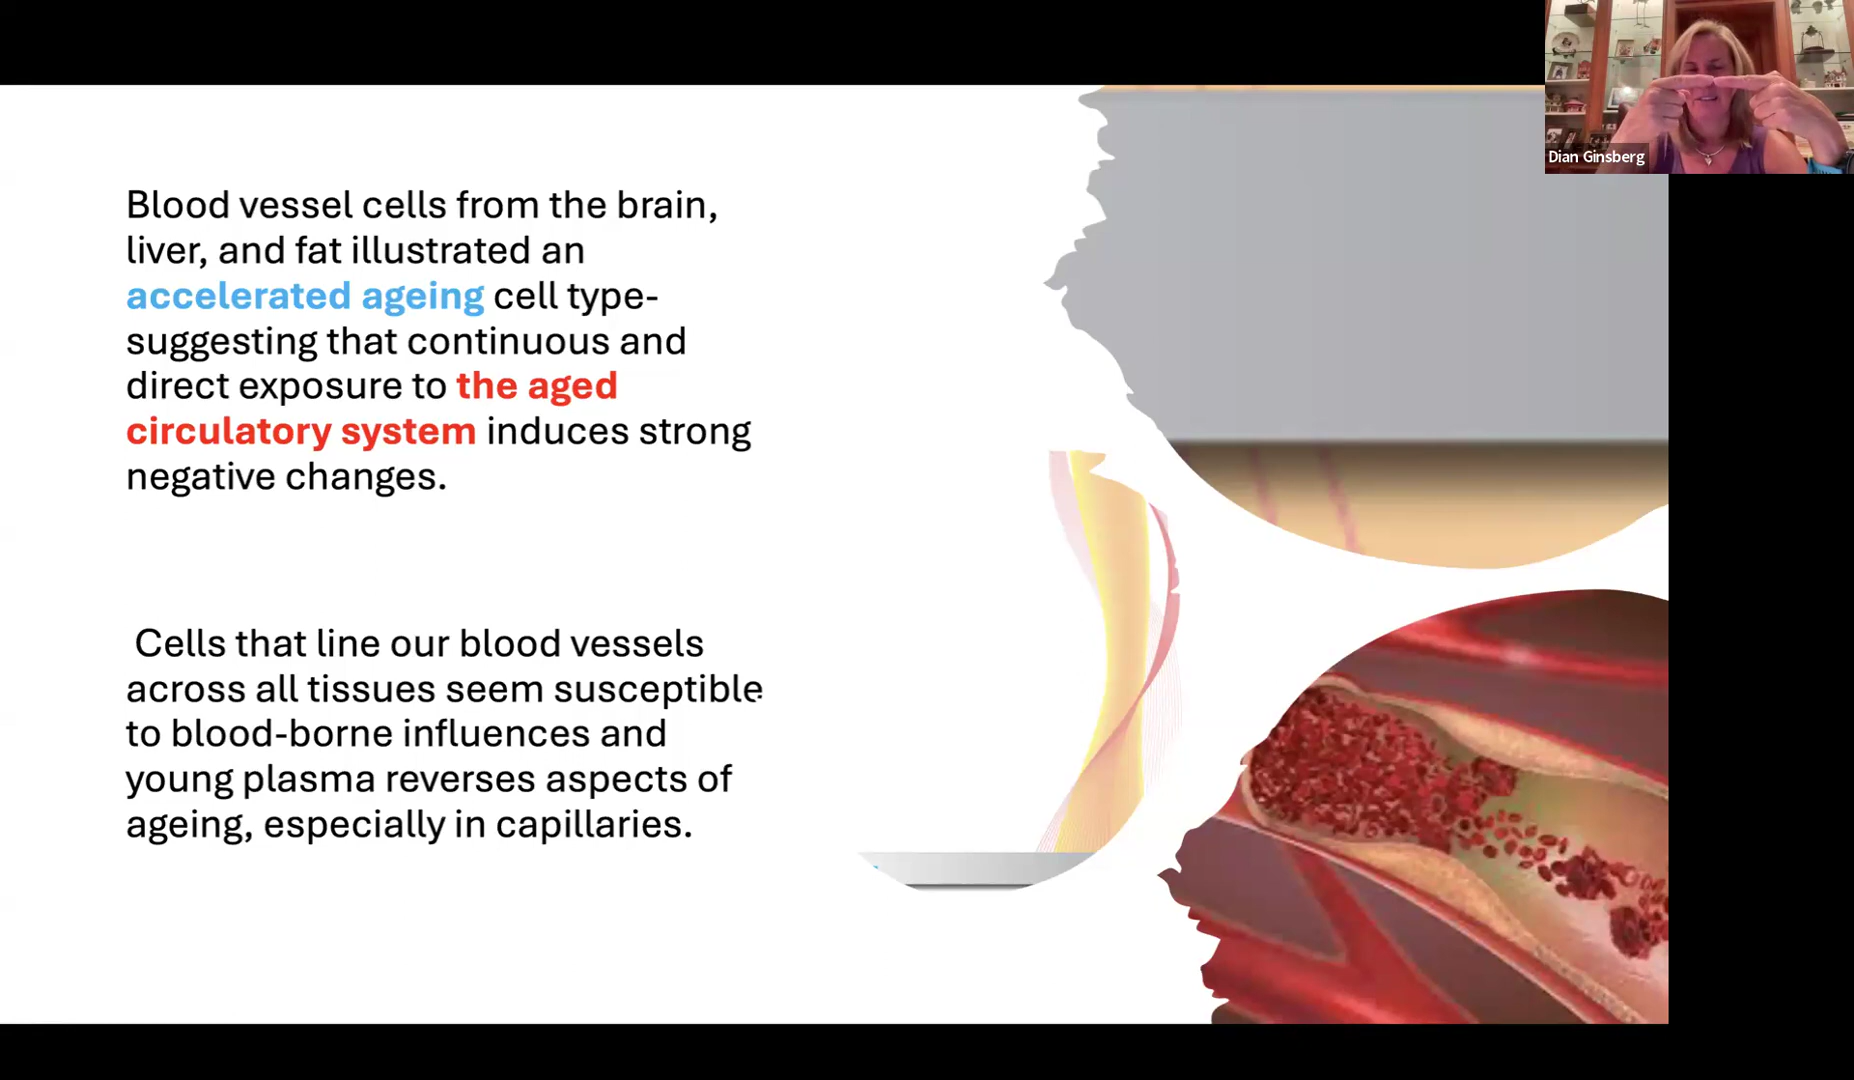 Dian Ginsberg
Blood vessel cells from the brain,
liver, and fat illustrated an
accelerated ageing cell type-
suggesting that continuous and
direct exposure to the aged
circulatory system induces strong
negative changes.
Cells that line our blood vessels
across all tissues seem susceptible
to blood-borne influences and
young plasma reverses aspects of
ageing, especially in capillaries.